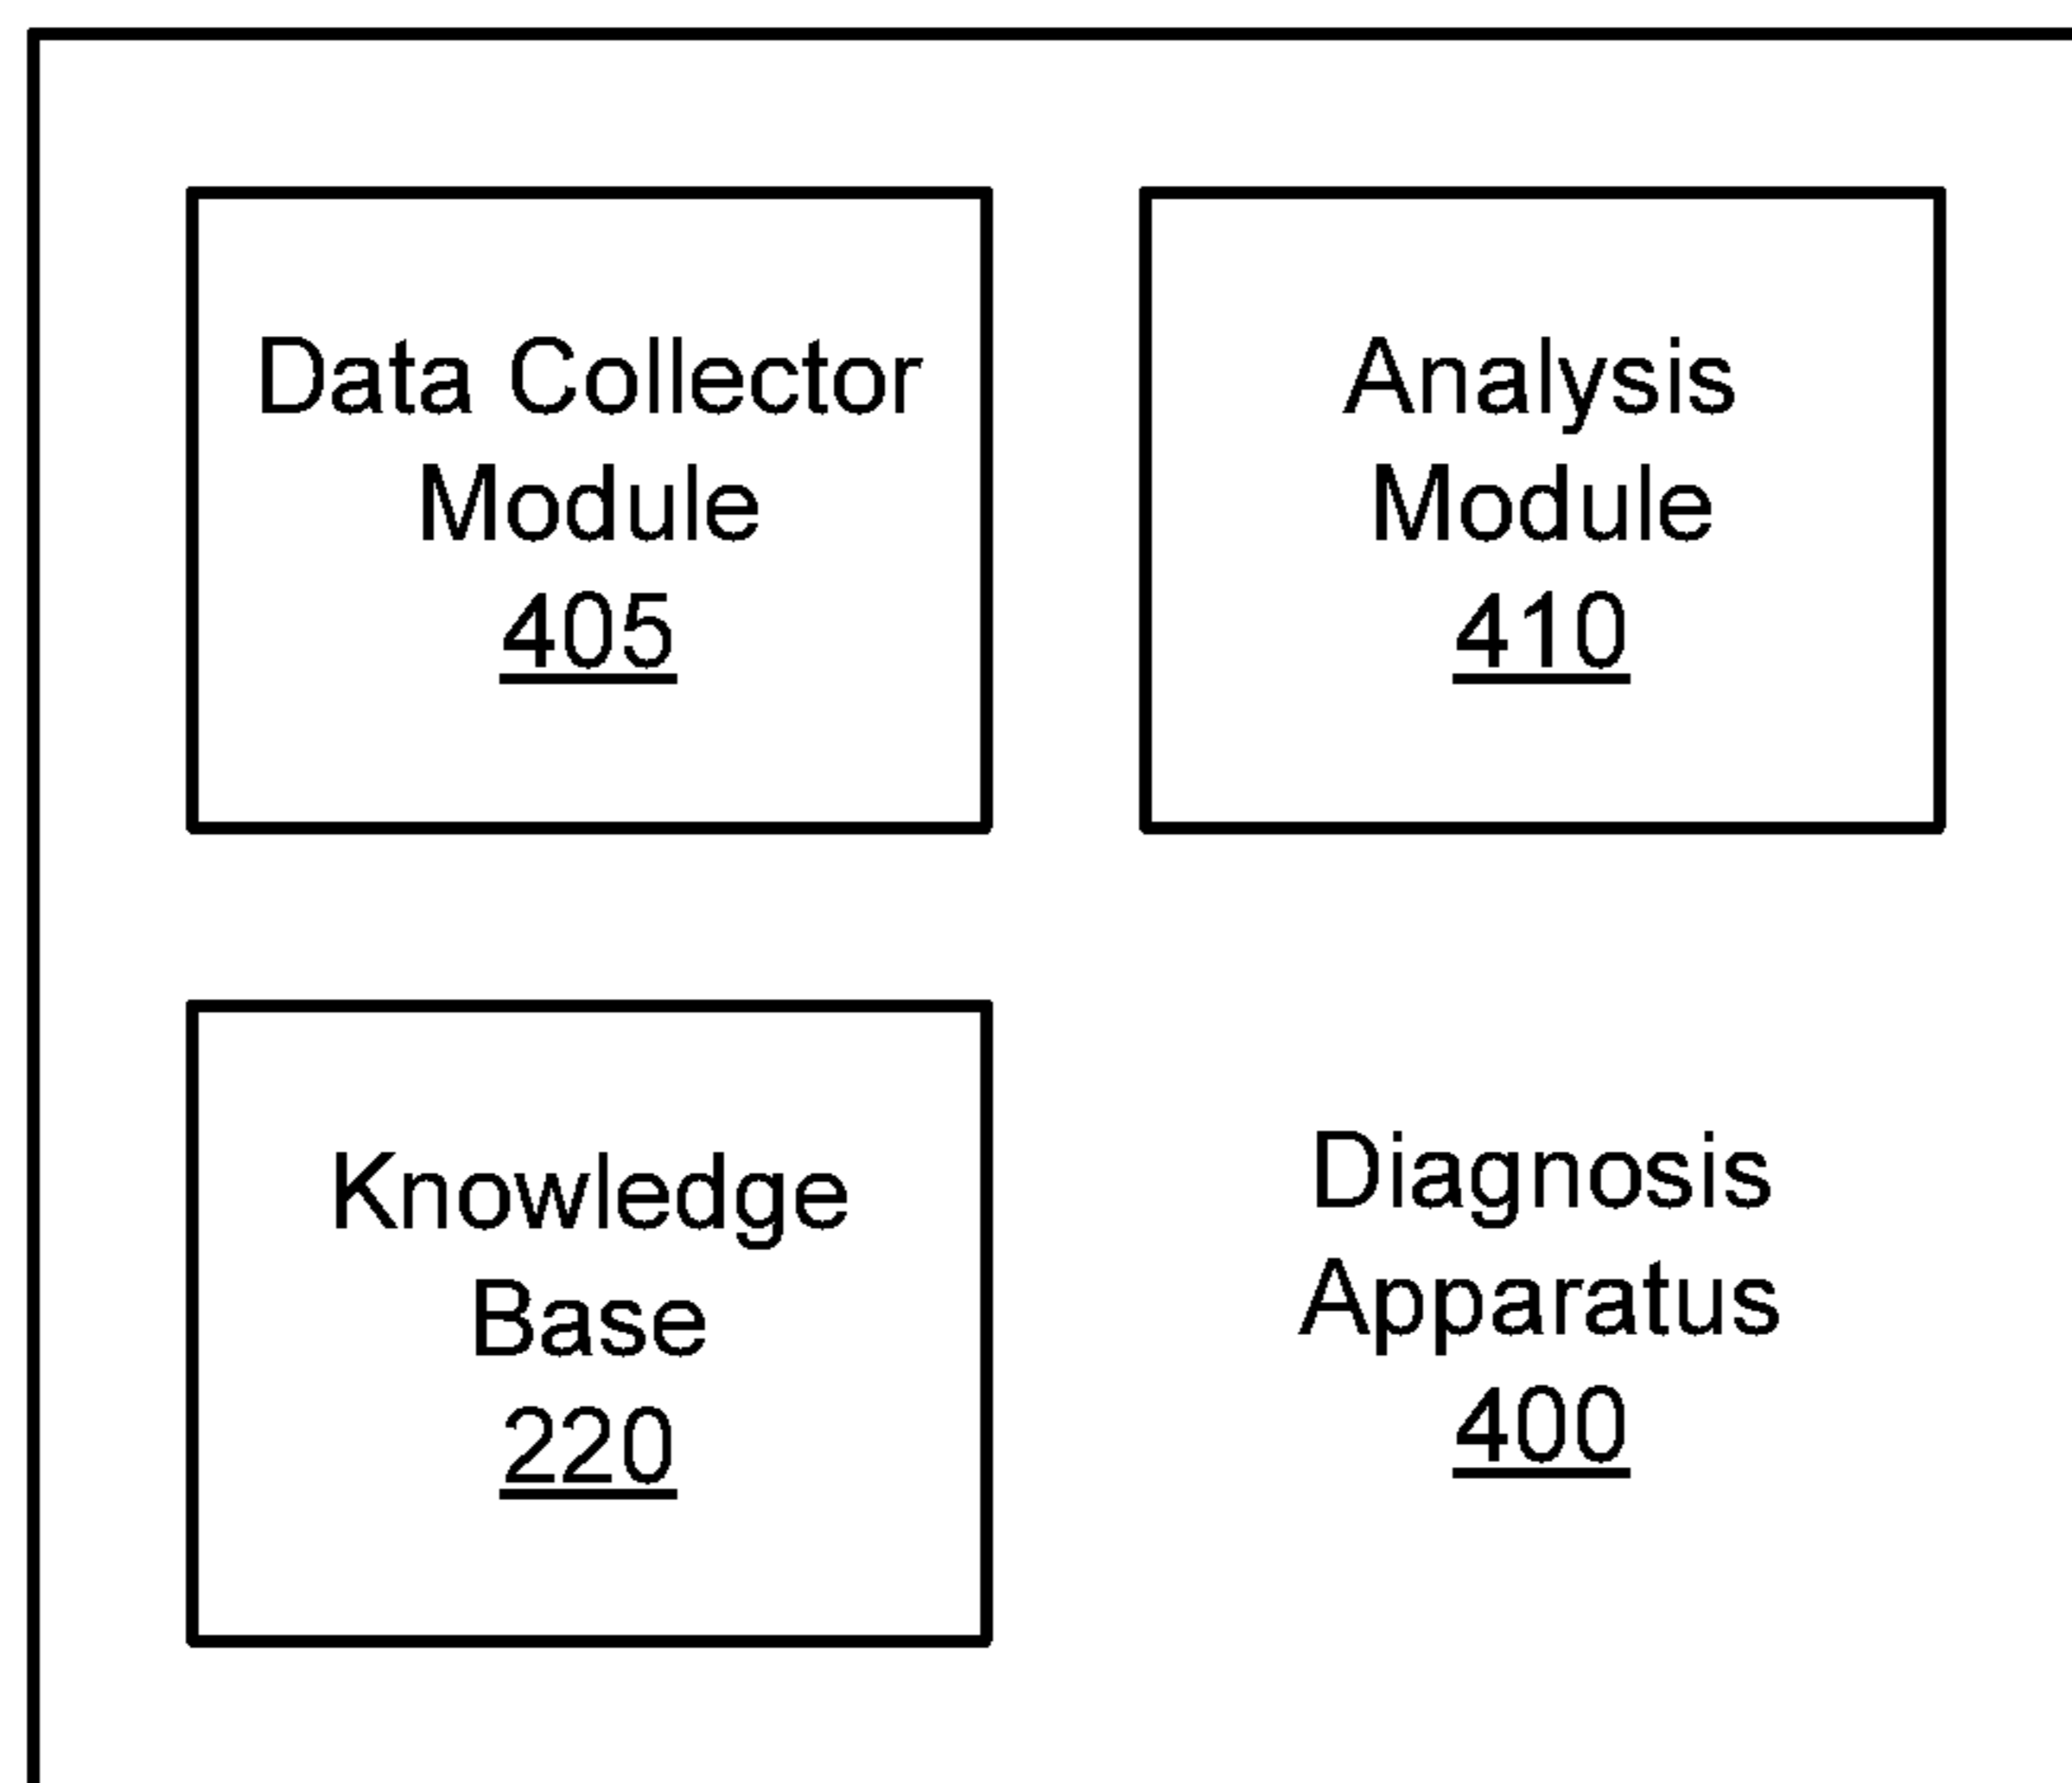 Data Collector
Module
405
Analysis
Module
410
Knowledge
Base
220
Diagnosis
Apparatus
400